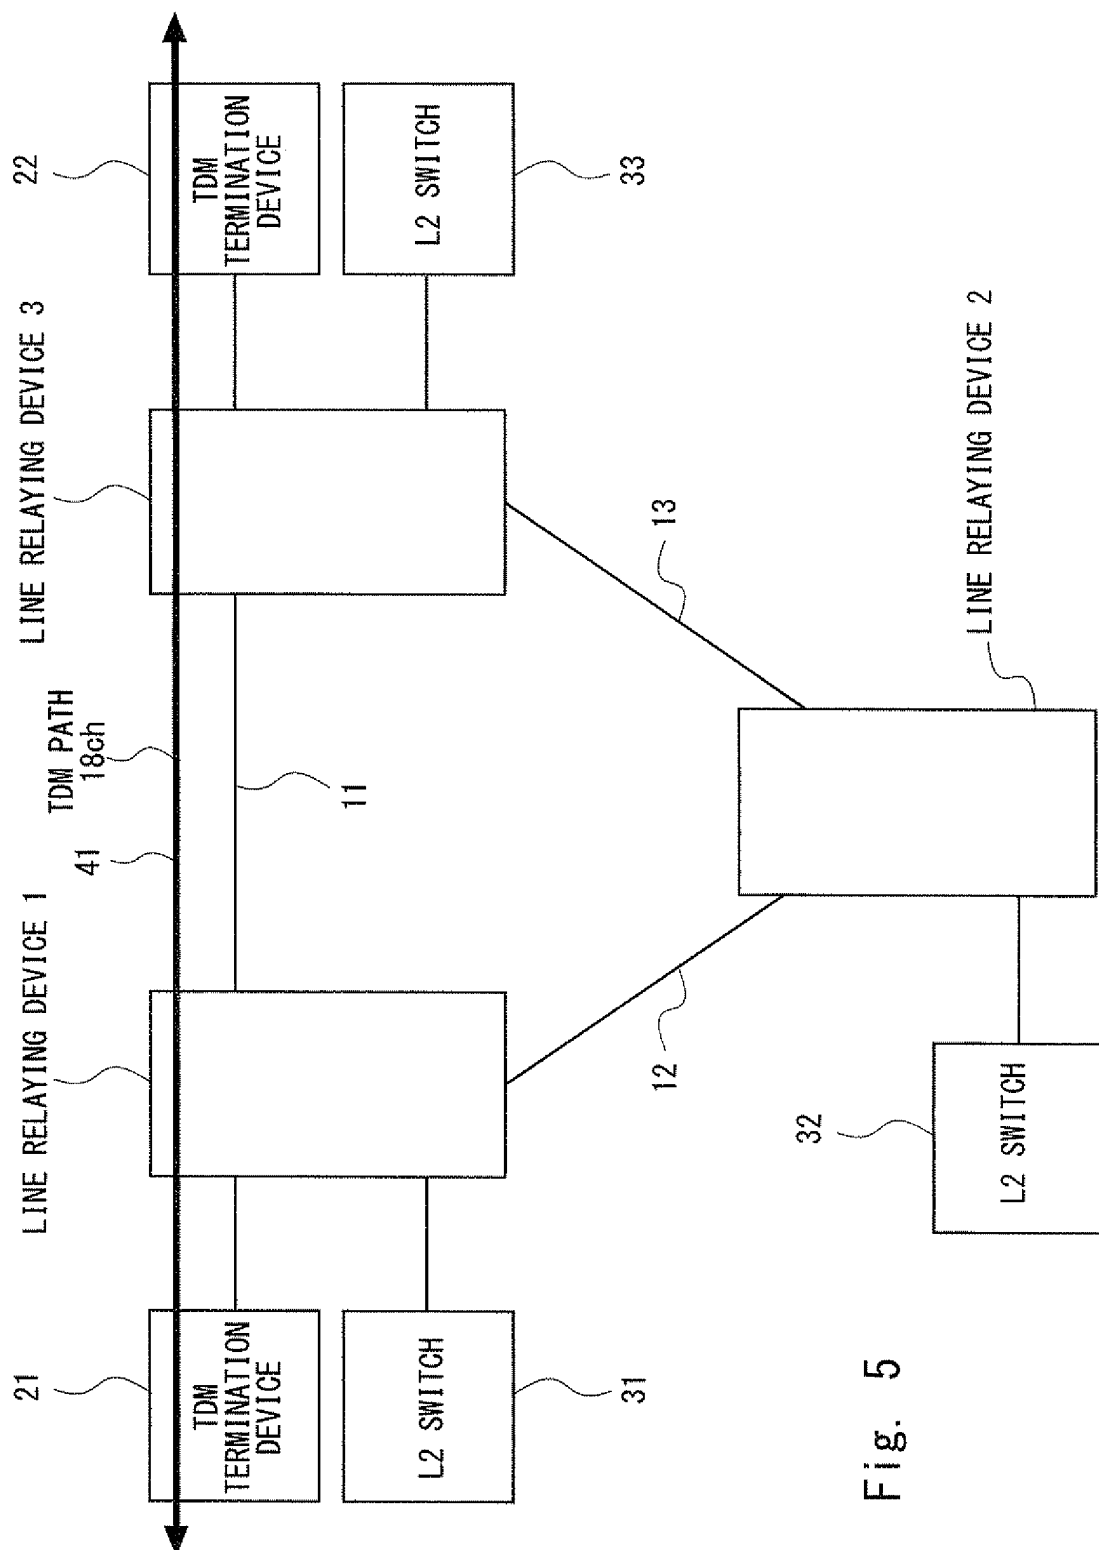 LINE RELAYING DEVICE 1
LINE RELAYING DEVICE 3
TDM PATH
18ch
41
21
22
TDM
TERMINATION
DEVICE
TDM
TERMINATION
DEVICE
11
L2 SWITCH
31
L2 SWITCH
33
12
13
32
L2 SWITCH
LINE RELAYING DEVICE 2
Fig. 5